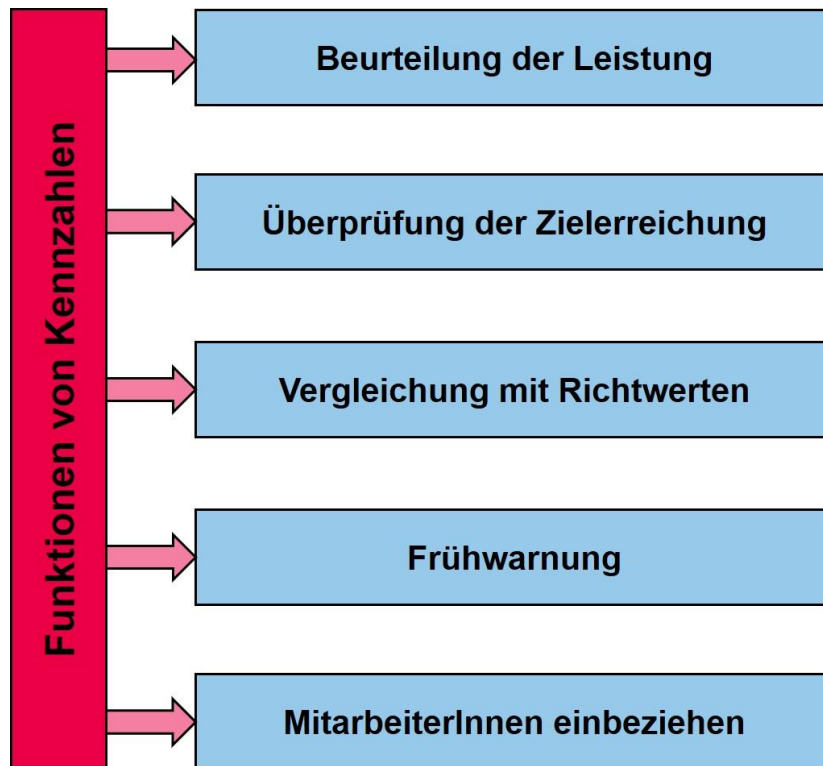 Funktionen von Kennzahlen
Beurteilung der Leistung
Überprüfung der Zielerreichung
Vergleichung mit Richtwerten
Frühwarnung
MitarbeiterInnen einbeziehen